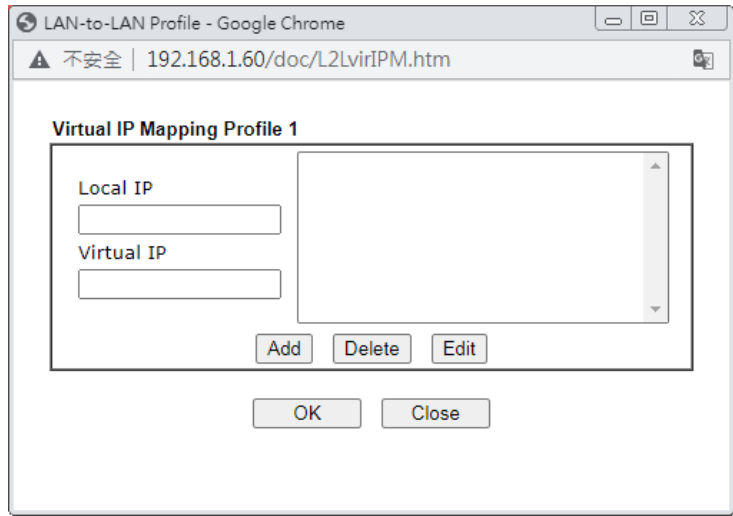 LAN-to-LAN Profile - Google Chrome
不安全 | 192.168.1.60/doc/L2LvirIPM.htm
Virtual IP Mapping Profile 1
Local IP
Virtual IP
Add Delete Edit
OK Close